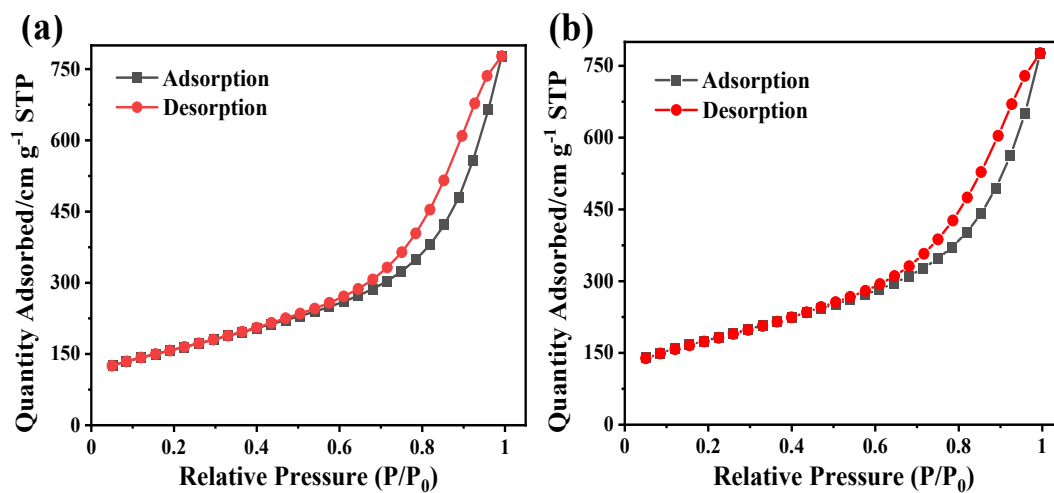 (a)
Adsorption
Desorption
Quantity Adsorbed/cm g⁻¹ STP
750
600
450
300
150
0
0 0.2 0.4 0.6 0.8 1
Relative Pressure (P/P₀)
(b)
Adsorption
Desorption
Quantity Adsorbed/cm g⁻¹ STP
750
600
450
300
150
0
0 0.2 0.4 0.6 0.8 1
Relative Pressure (P/P₀)